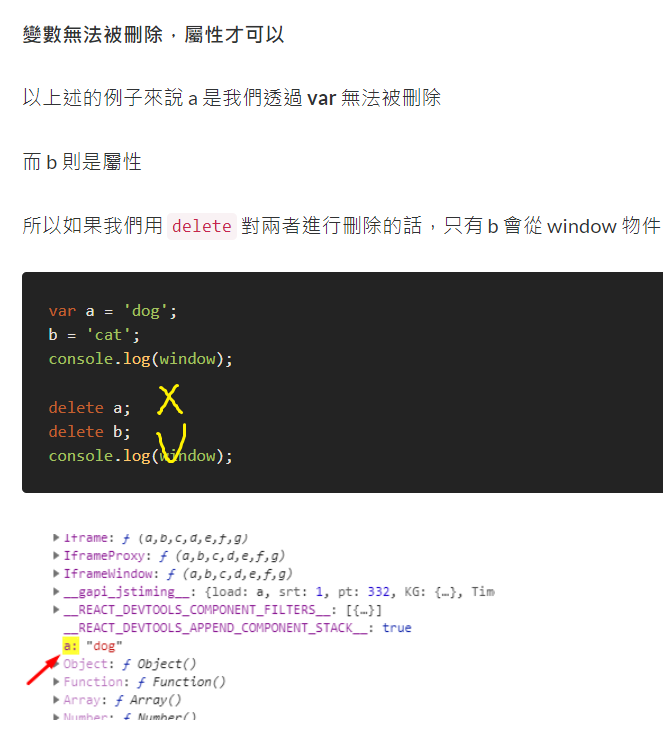 變數無法被刪除，屬性才可以
以上述的例子來說 a 是我們透過 var 無法被刪除
而 b 則是屬性
所以如果我們用 delete 對兩者進行刪除的話，只有 b 會從 window 物件
var a = 'dog';
b = 'cat';
console.log(window);
delete a; X
delete b; V
console.log(window);
Iframe: ƒ (a,b,c,d,e,f,g)
IframeProxy: ƒ (a,b,c,d,e,f,g)
IframeWindow: ƒ (a,b,c,d,e,f,g)
__gapi_jstiming__: {load: a, srt: 1, pt: 332, KG: {…}, Tim
__REACT_DEVTOOLS_COMPONENT_FILTERS__: [{…}]
__REACT_DEVTOOLS_APPEND_COMPONENT_STACK__: true
a: "dog"
Object: ƒ Object()
Function: ƒ Function()
Array: ƒ Array()
Number: ƒ Number()